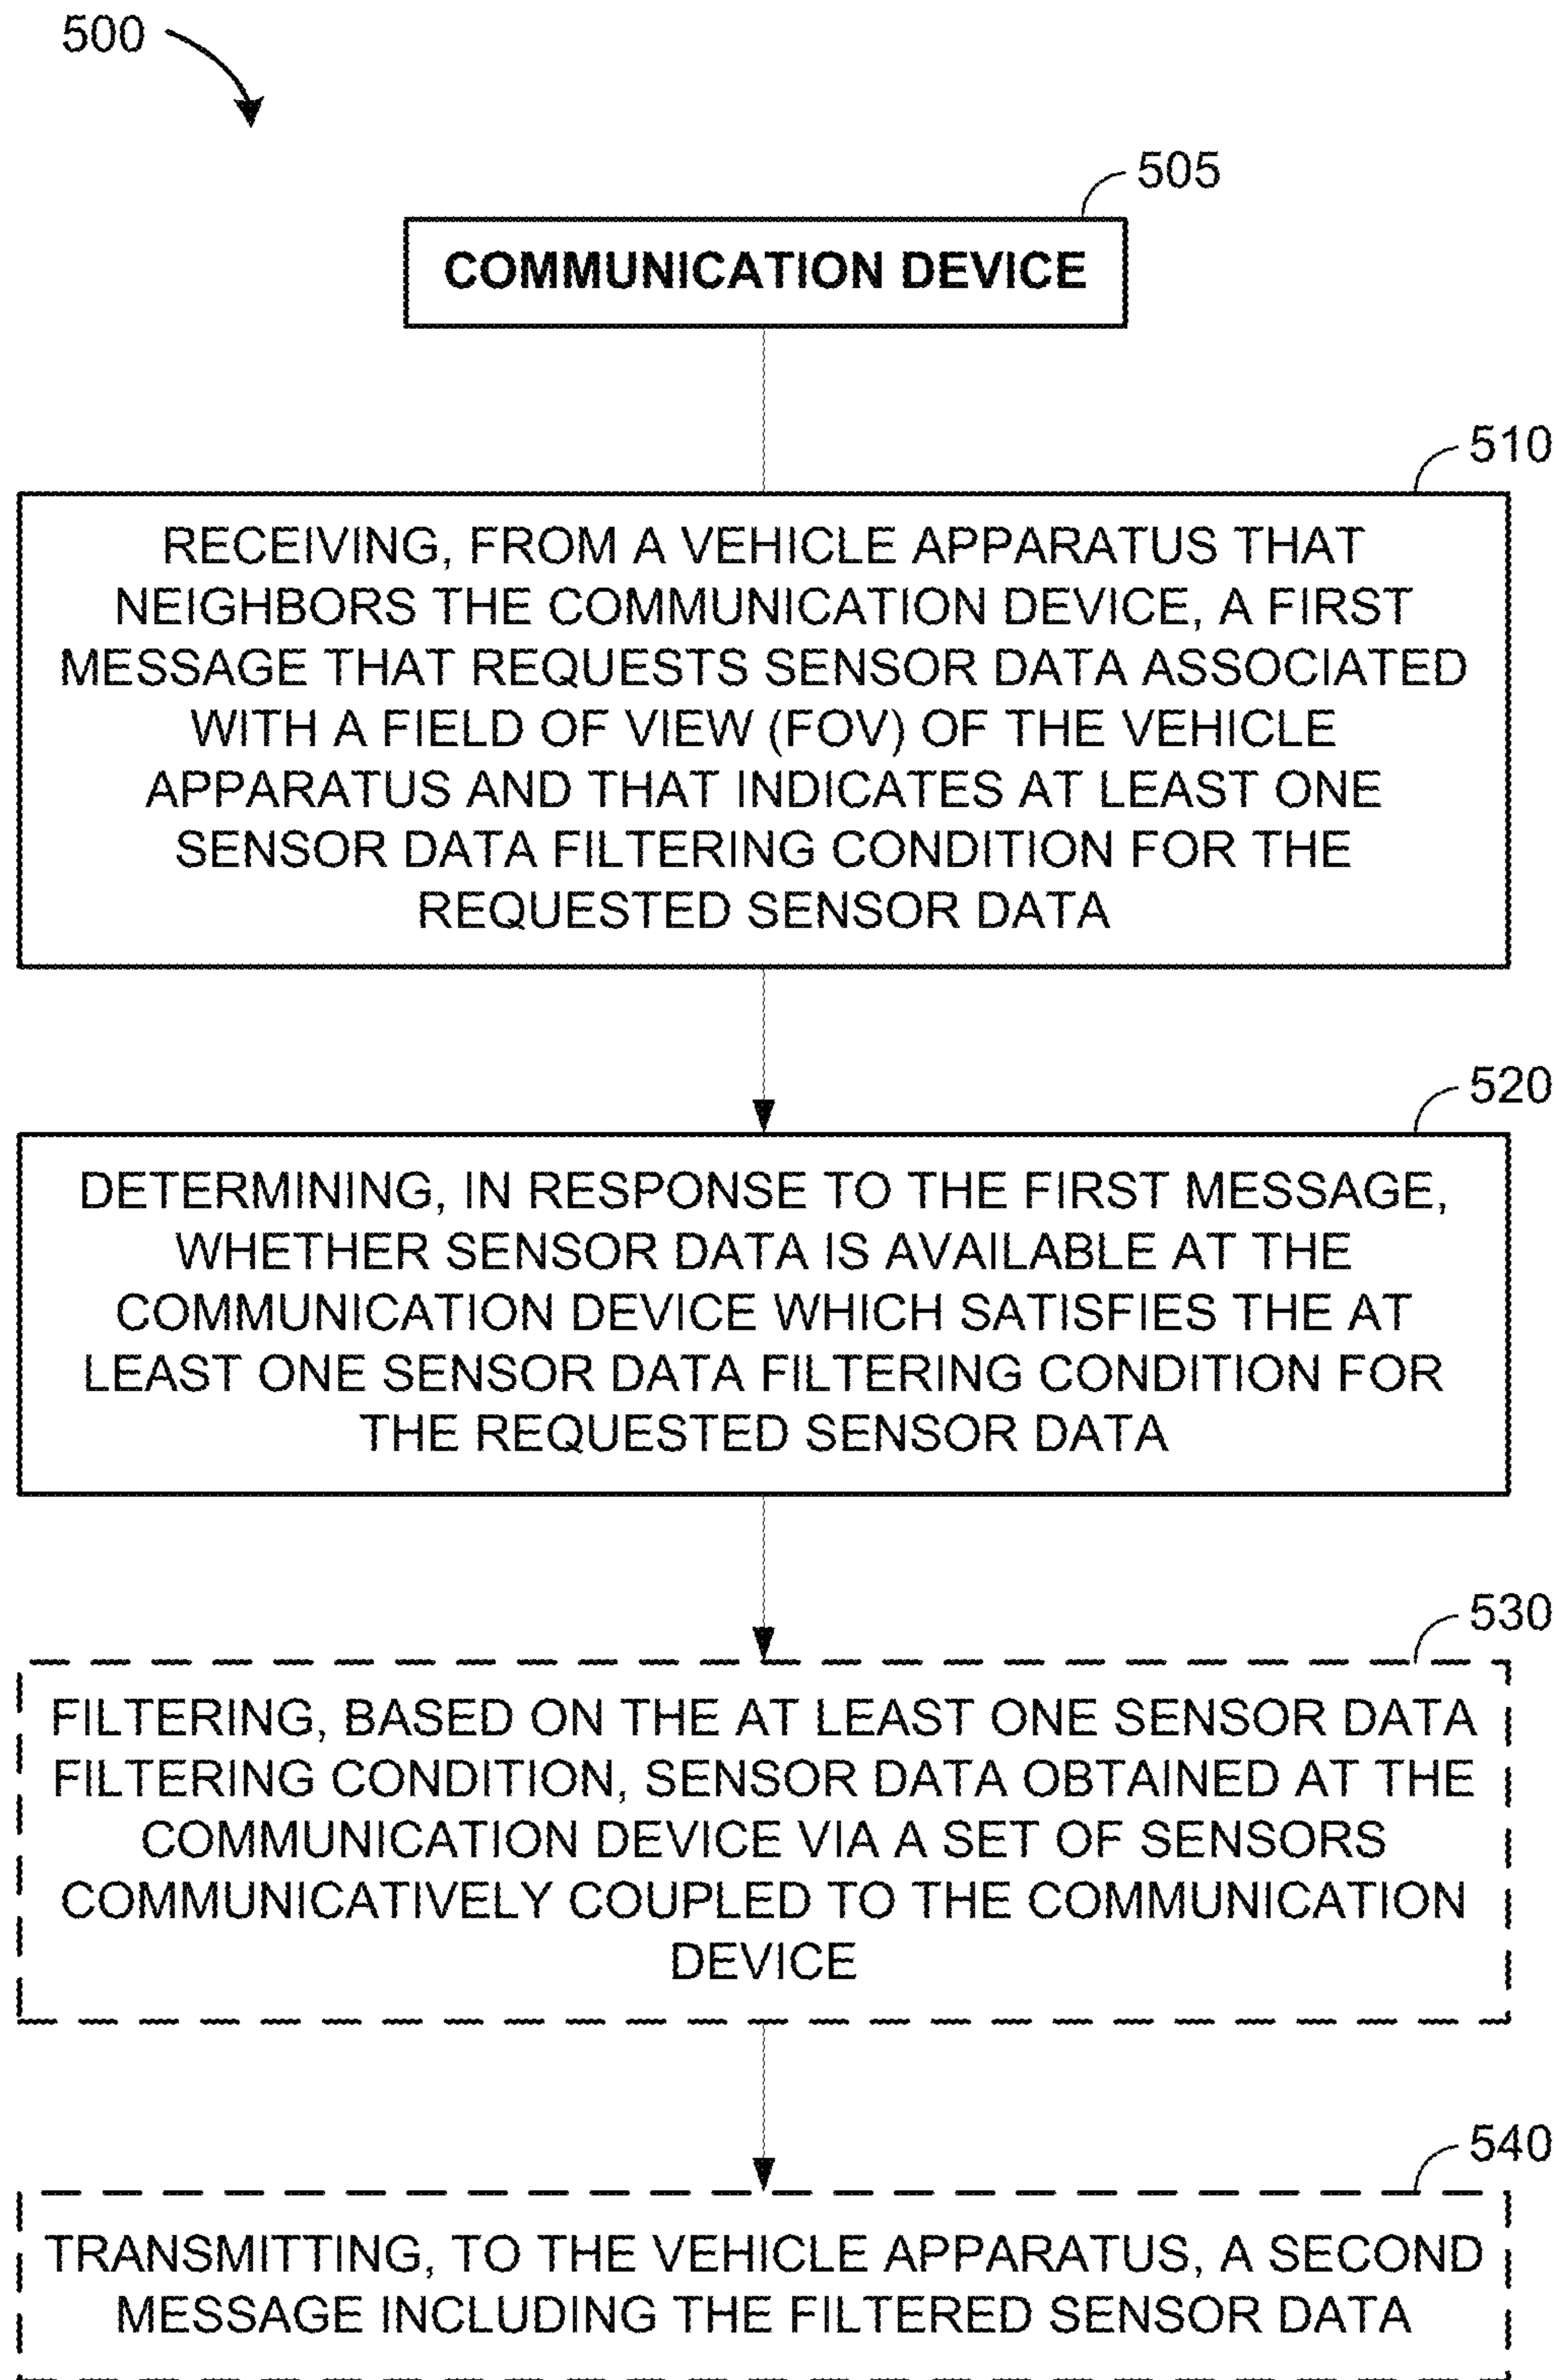 500
505
COMMUNICATION DEVICE
510
RECEIVING, FROM A VEHICLE APPARATUS THAT
NEIGHBORS THE COMMUNICATION DEVICE, A FIRST
MESSAGE THAT REQUESTS SENSOR DATA ASSOCIATED
WITH A FIELD OF VIEW (FOV) OF THE VEHICLE
APPARATUS AND THAT INDICATES AT LEAST ONE
SENSOR DATA FILTERING CONDITION FOR THE
REQUESTED SENSOR DATA
520
DETERMINING, IN RESPONSE TO THE FIRST MESSAGE,
WHETHER SENSOR DATA IS AVAILABLE AT THE
COMMUNICATION DEVICE WHICH SATISFIES THE AT
LEAST ONE SENSOR DATA FILTERING CONDITION FOR
THE REQUESTED SENSOR DATA
530
FILTERING, BASED ON THE AT LEAST ONE SENSOR DATA
FILTERING CONDITION, SENSOR DATA OBTAINED AT THE
COMMUNICATION DEVICE VIA A SET OF SENSORS
COMMUNICATIVELY COUPLED TO THE COMMUNICATION
DEVICE
540
TRANSMITTING, TO THE VEHICLE APPARATUS, A SECOND
MESSAGE INCLUDING THE FILTERED SENSOR DATA